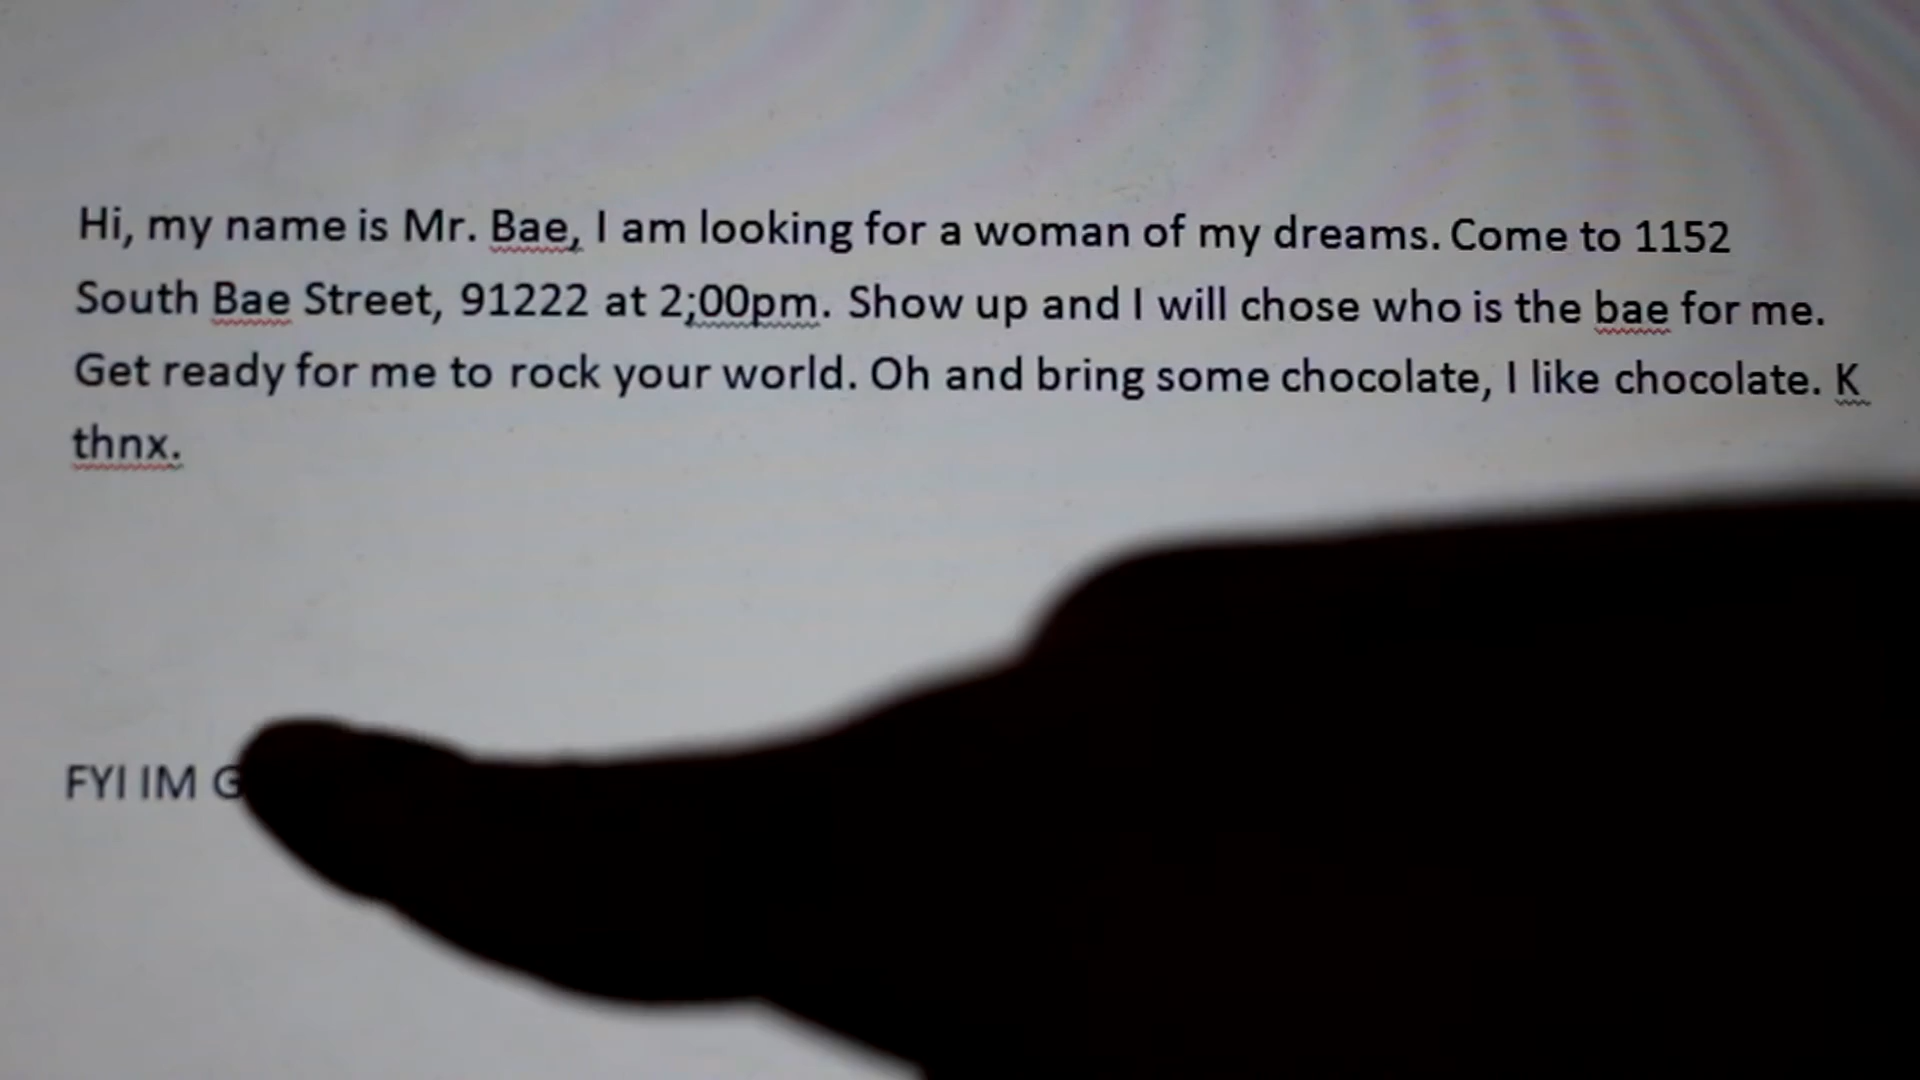 Hi, my name is Mr. Bae, I am looking for a woman of my dreams. Come to 1152
South Bae Street, 91222 at 2;00pm. Show up and I will chose who is the bae for me.
Get ready for me to rock your world. Oh and bring some chocolate, I like chocolate. K
thnx.
FYI IM